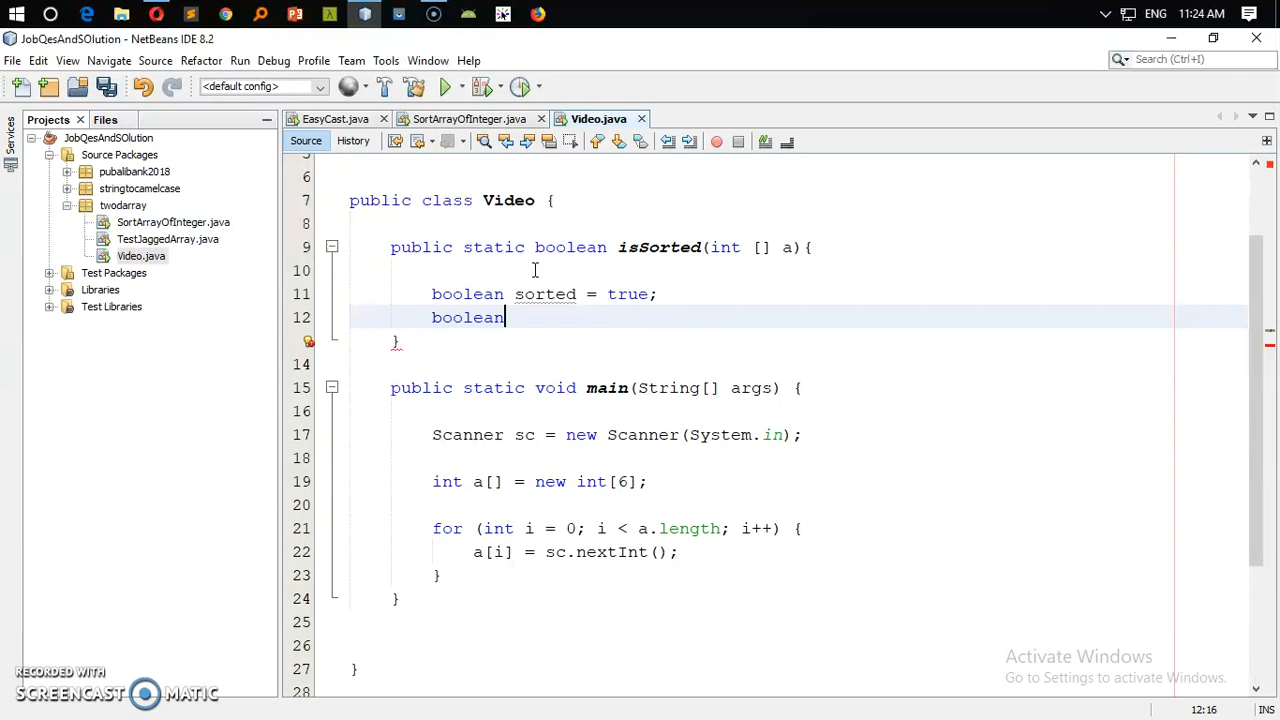 ENG 11:24 AM
JobQesAndSOlution - NetBeans IDE 8.2
File Edit View Navigate Source Refactor Run Debug Profile Team Tools Window Help
Search (Ctrl+I)
<default config>
Projects Files
EasyCast.java SortArrayOfInteger.java Video.java
Services
Source History
JobQesAndSOlution
Source Packages
pubalibank2018
stringtocamelcase
twodarray
SortArrayOfInteger.java
TestJaggedArray.java
Video.java
Test Packages
Libraries
Test Libraries
5
6
7 public class Video {
8
9 public static boolean isSorted(int [] a){
10
11 boolean sorted = true;
12 boolean
}
14
15 public static void main(String[] args) {
16
17 Scanner sc = new Scanner(System.in);
18
19 int a[] = new int[6];
20
21 for (int i = 0; i < a.length; i++) {
22 a[i] = sc.nextInt();
23 }
24 }
25
26
27 }
28
Activate Windows
Go to Settings to activate Windows.
RECORDED WITH
SCREENCAST MATIC
12:16 INS